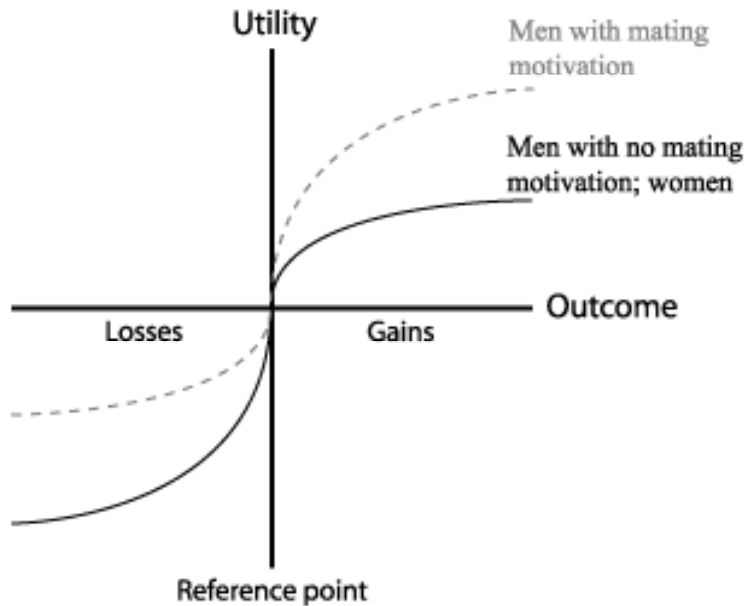 Utility
Men with mating
motivation
Men with no mating
motivation; women
Outcome
Losses
Gains
Reference point